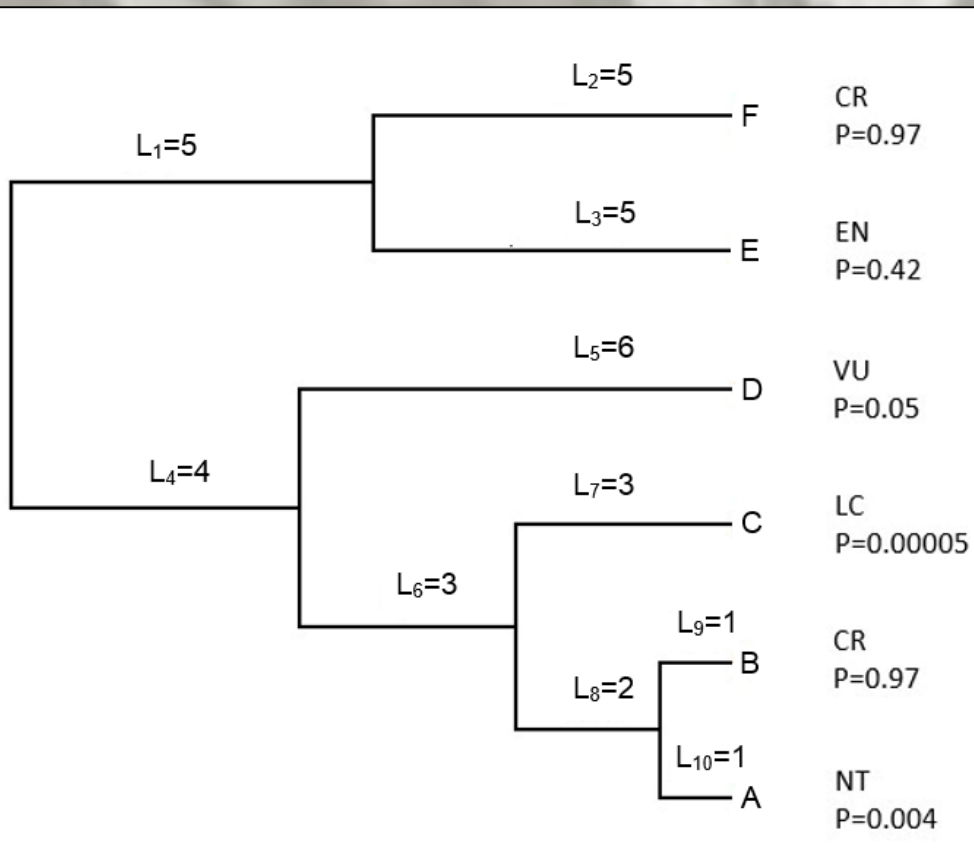 L₂=5
F
CR
P=0.97
L₁=5
L₃=5
E
EN
P=0.42
L₅=6
D
VU
P=0.05
L₄=4
L₇=3
C
LC
P=0.00005
L₆=3
L₉=1
B
CR
P=0.97
L₈=2
L₁₀=1
A
NT
P=0.004